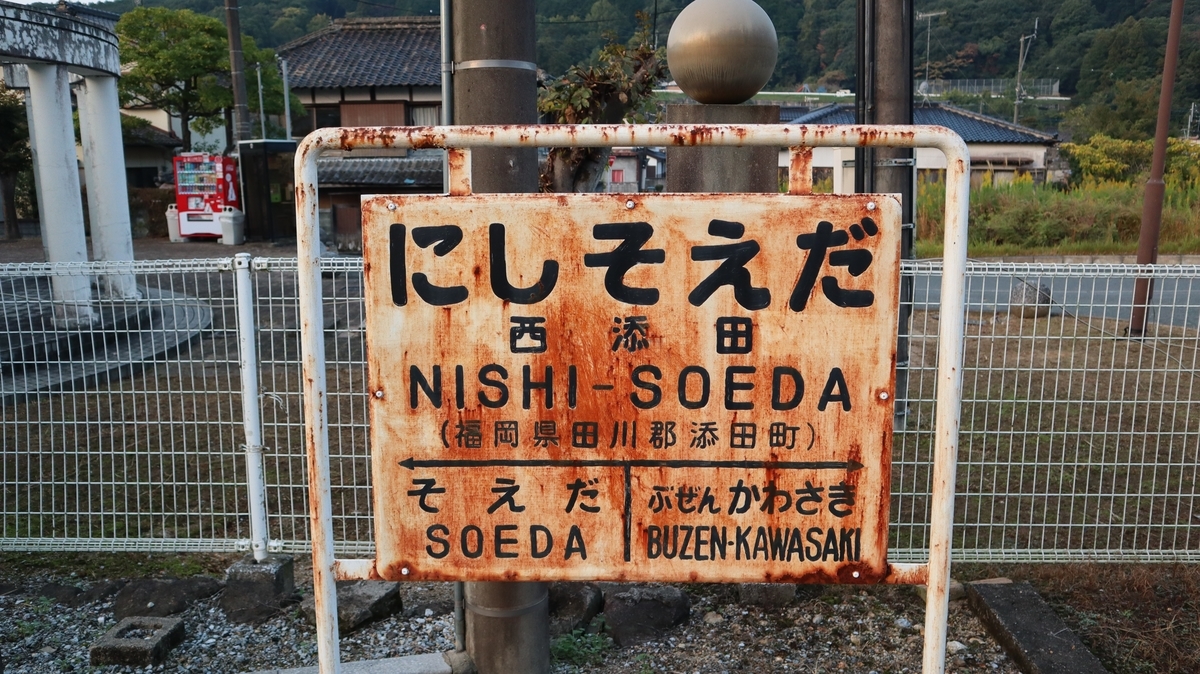 にしそえだ
西添田
NISHI-SOEDA
(福岡県田川郡添田町)
そえだ ぶぜんかわさき
SOEDA BUZEN-KAWASAKI